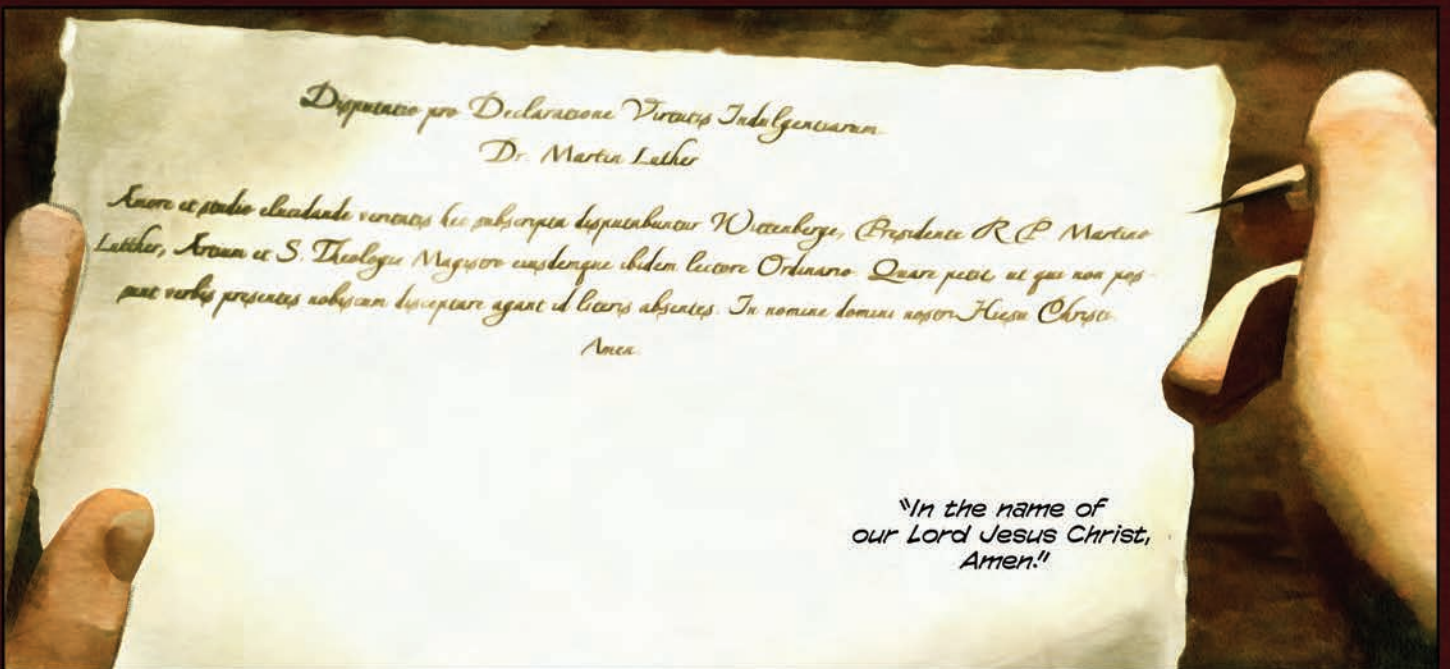 Disputatio pro Declaratione Virtutis Indulgentiarum
Dr. Martin Luther
Amore et studio elucidande veritatis hec subscripta disputabuntur Wittenberge, Presidente R. P. Martino
Lutther, Artium et S. Theologie Magistro eiusdemque ibidem lectore Ordinario. Quare petit, ut qui non pos-
sunt verbis presentes nobiscum disceptare agant id literis absentes. In nomine domini nostri Hiesu Christi.
Amen.
"In the name of
our Lord Jesus Christ,
Amen."